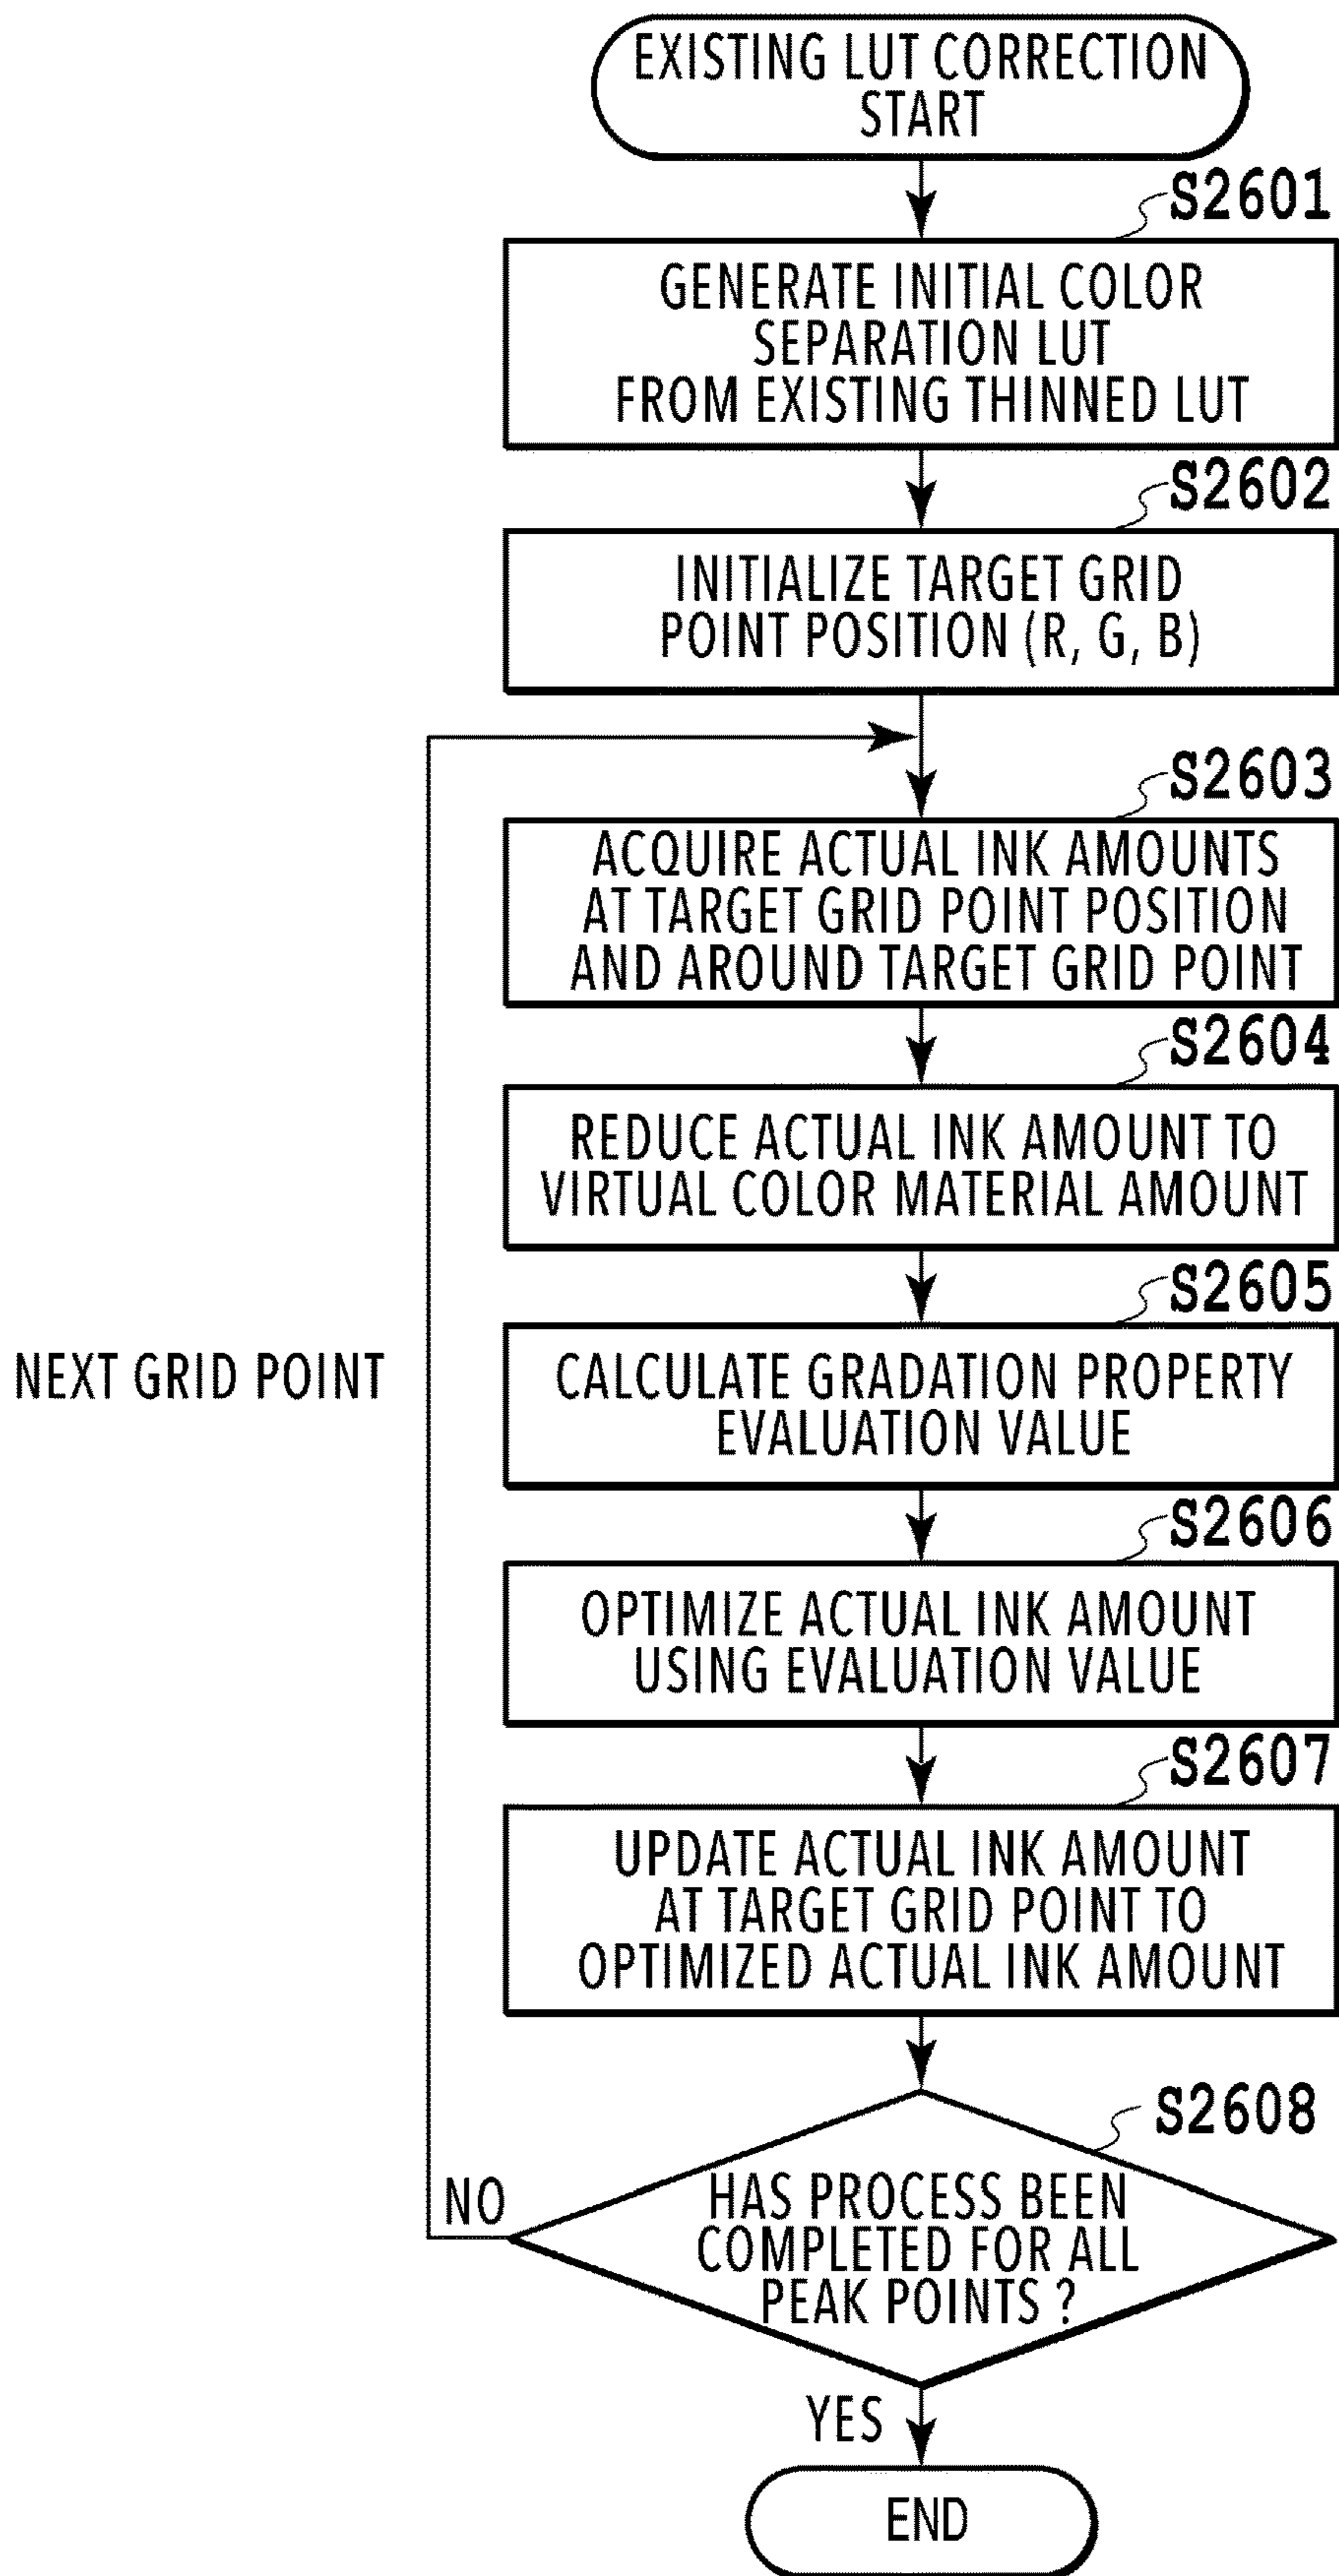 EXISTING LUT CORRECTION
START
S2601
GENERATE INITIAL COLOR
SEPARATION LUT
FROM EXISTING THINNED LUT
S2602
INITIALIZE TARGET GRID
POINT POSITION (R, G, B)
S2603
ACQUIRE ACTUAL INK AMOUNTS
AT TARGET GRID POINT POSITION
AND AROUND TARGET GRID POINT
S2604
REDUCE ACTUAL INK AMOUNT TO
VIRTUAL COLOR MATERIAL AMOUNT
S2605
NEXT GRID POINT
CALCULATE GRADATION PROPERTY
EVALUATION VALUE
S2606
OPTIMIZE ACTUAL INK AMOUNT
USING EVALUATION VALUE
S2607
UPDATE ACTUAL INK AMOUNT
AT TARGET GRID POINT TO
OPTIMIZED ACTUAL INK AMOUNT
S2608
NO
HAS PROCESS BEEN
COMPLETED FOR ALL
PEAK POINTS ?
YES
END